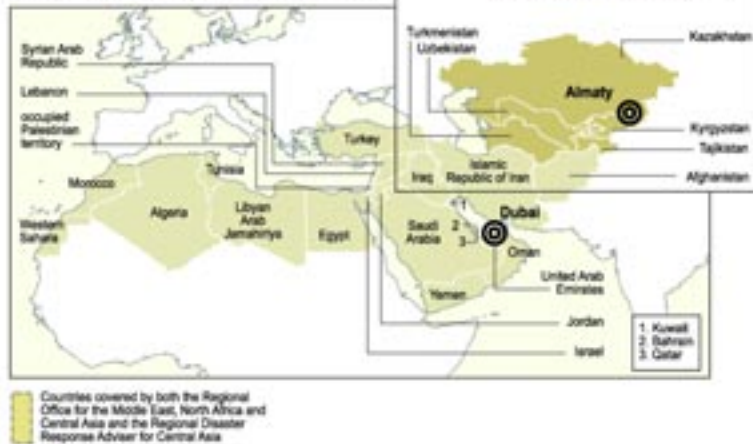 Turkmenistan
Uzbekistan
Kazakhstan
Almaty
Kyrgyzstan
Tajikistan
Afghanistan
Syrian Arab
Republic
Lebanon
occupied
Palestinian
territory
Turkey
Tunisia
Morocco
Algeria
Libyan
Arab
Jamahiriya
Egypt
Western
Sahara
Iraq
Islamic
Republic of Iran
Saudi
Arabia
1
2
3
Dubai
Oman
Yemen
United Arab
Emirates
Jordan
Israel
1. Kuwait
2. Bahrain
3. Qatar
Countries covered by both the Regional
Office for the Middle East, North Africa and
Central Asia and the Regional Disaster
Response Adviser for Central Asia